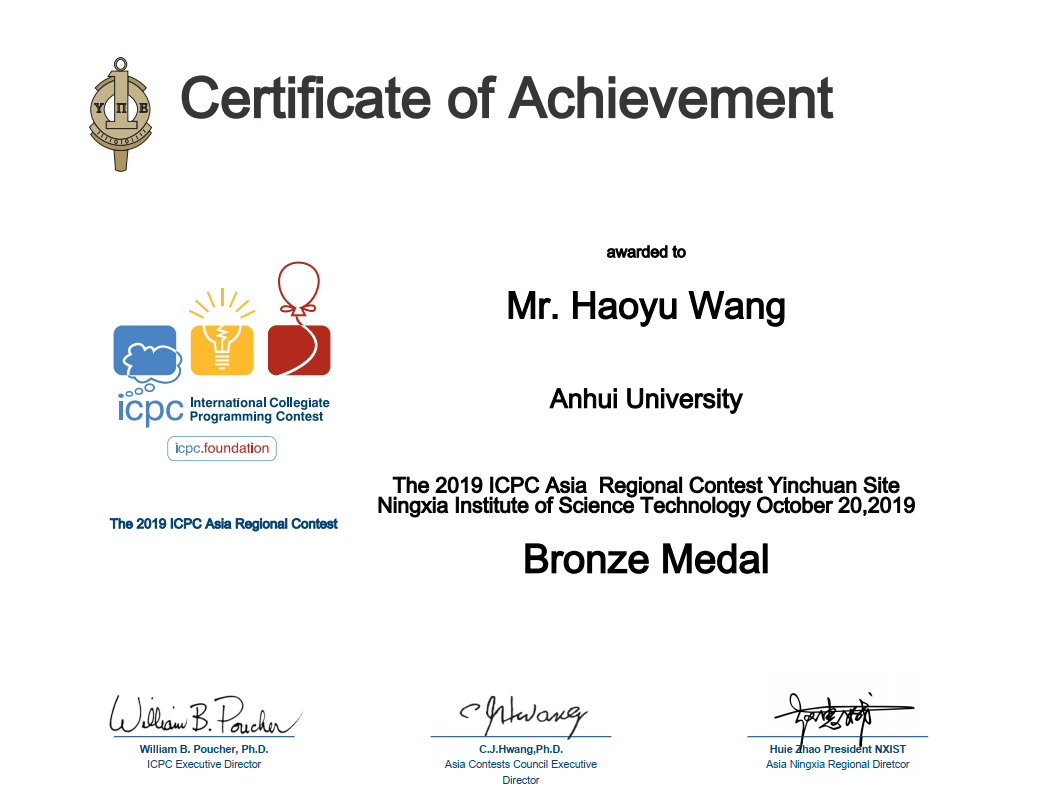 Υ Π Ε
Certificate of Achievement
awarded to
Mr. Haoyu Wang
Anhui University
icpc International Collegiate
Programming Contest
icpc.foundation
The 2019 ICPC Asia Regional Contest
The 2019 ICPC Asia Regional Contest Yinchuan Site
Ningxia Institute of Science Technology October 20,2019
Bronze Medal
William B. Poucher
William B. Poucher, Ph.D.
ICPC Executive Director
C J Hwang
C.J.Hwang,Ph.D.
Asia Contests Council Executive
Director
Huie Zhao President NXIST
Asia Ningxia Regional Diretcor